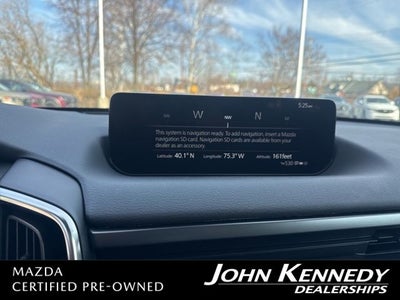 5:25
W NW N
This system is navigation ready. To add navigation, insert a Mazda
navigation SD card. Navigation SD cards are available from your
dealer as an accessory.
Latitude: 40.1° N Longitude: 75.3° W Altitude: 161feet
MAZDA
CERTIFIED PRE-OWNED
JOHN KENNEDY
DEALERSHIPS